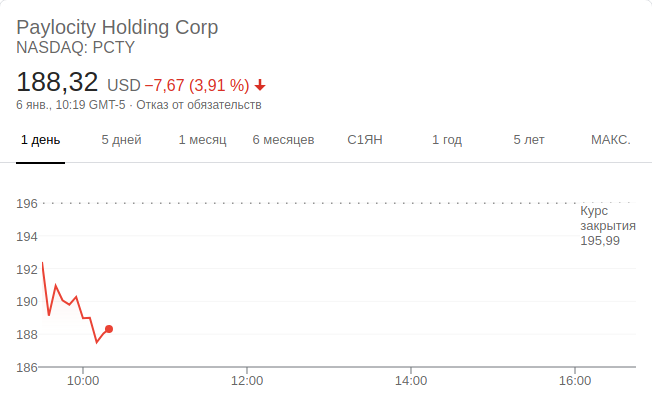 Paylocity Holding Corp
NASDAQ: PCTY
188,32 USD −7,67 (3,91 %)
6 янв., 10:19 GMT-5 · Отказ от обязательств
1 день 5 дней 1 месяц 6 месяцев С1ЯН 1 год 5 лет МАКС.
196
Курс
закрытия
195,99
194
192
190
188
186
10:00 12:00 14:00 16:00